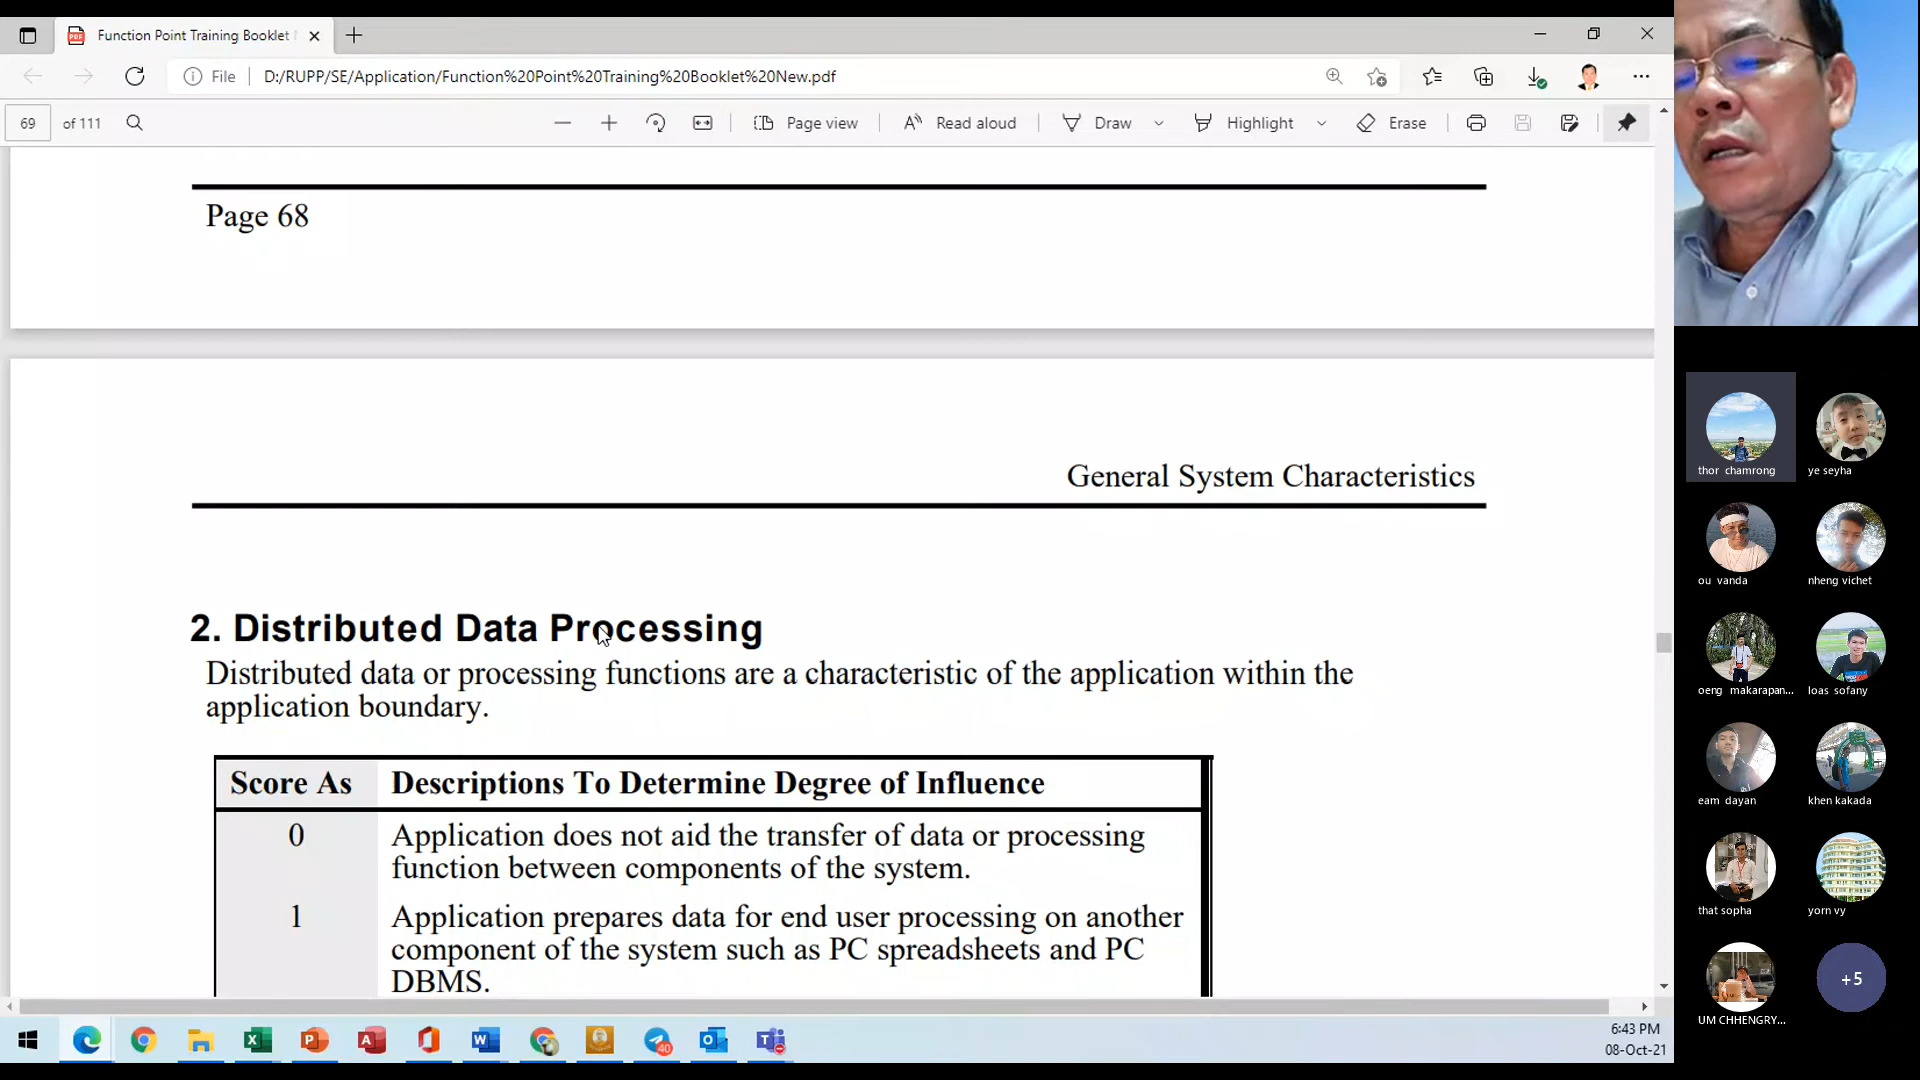 Function Point Training Booklet
File
D:/RUPP/SE/Application/Function%20Point%20Training%20Booklet%20New.pdf
69
of 111
Page view
Read aloud
Draw
Highlight
Erase
Page 68
General System Characteristics
2. Distributed Data Processing
Distributed data or processing functions are a characteristic of the application within the
application boundary.
Score As
Descriptions To Determine Degree of Influence
0
Application does not aid the transfer of data or processing
function between components of the system.
1
Application prepares data for end user processing on another
component of the system such as PC spreadsheets and PC
DBMS.
40
6:43 PM
08-Oct-21
thor chamrong
ye seyha
ou vanda
nheng vichet
oeng makarapan...
loas sofany
eam dayan
khen kakada
that sopha
yorn vy
UM CHHENGRY...
+5